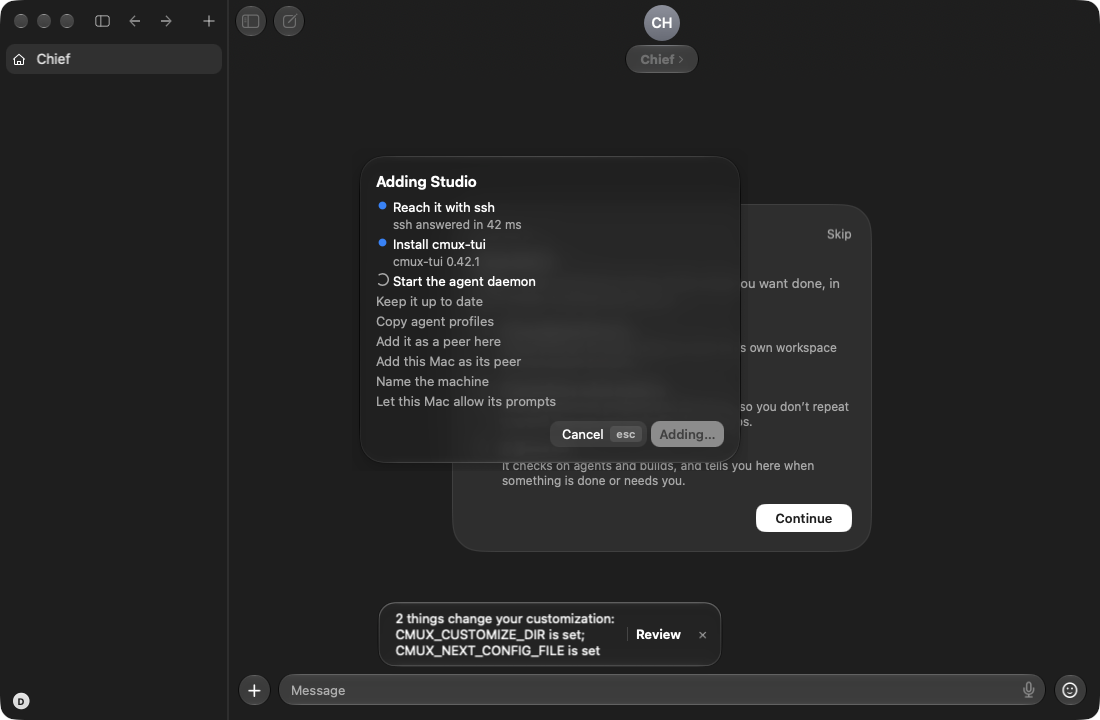 Chief
CH
Chief
Adding Studio
Reach it with ssh
ssh answered in 42 ms
Install cmux-tui
cmux-tui 0.42.1
Start the agent daemon
Keep it up to date
Copy agent profiles
Add it as a peer here
Add this Mac as its peer
Name the machine
Let this Mac allow its prompts
Cancel esc Adding...
Skip
ou want done, in
s own workspace
so you don't repeat
s.
It checks on agents and builds, and tells you here when
something is done or needs you.
Continue
2 things change your customization:
CMUX_CUSTOMIZE_DIR is set;
CMUX_NEXT_CONFIG_FILE is set
Review
Message
D